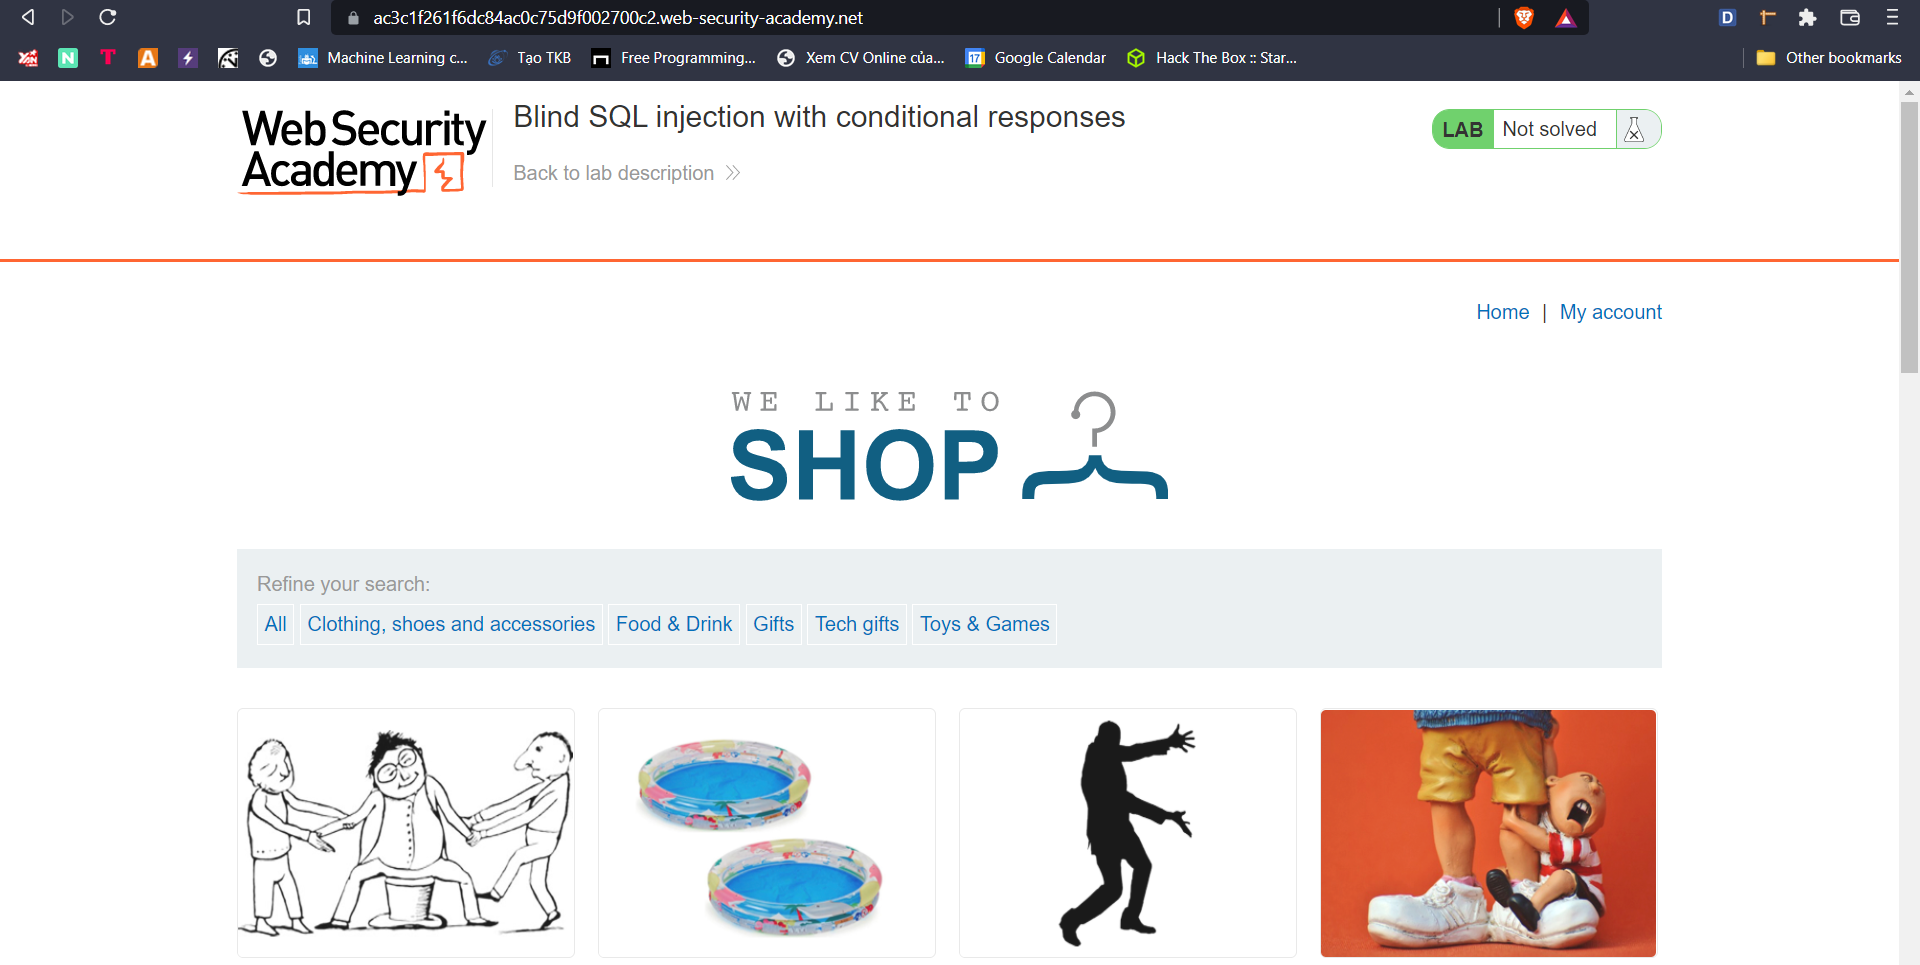 ac3c1f261f6dc84ac0c75d9f002700c2.web-security-academy.net
Machine Learning c...
Tạo TKB
Free Programming...
Xem CV Online của...
17
Google Calendar
Hack The Box :: Star...
Other bookmarks
Web Security
Academy
Blind SQL injection with conditional responses
Back to lab description
LAB
Not solved
Home | My account
WE LIKE TO
SHOP
Refine your search:
All
Clothing, shoes and accessories
Food & Drink
Gifts
Tech gifts
Toys & Games